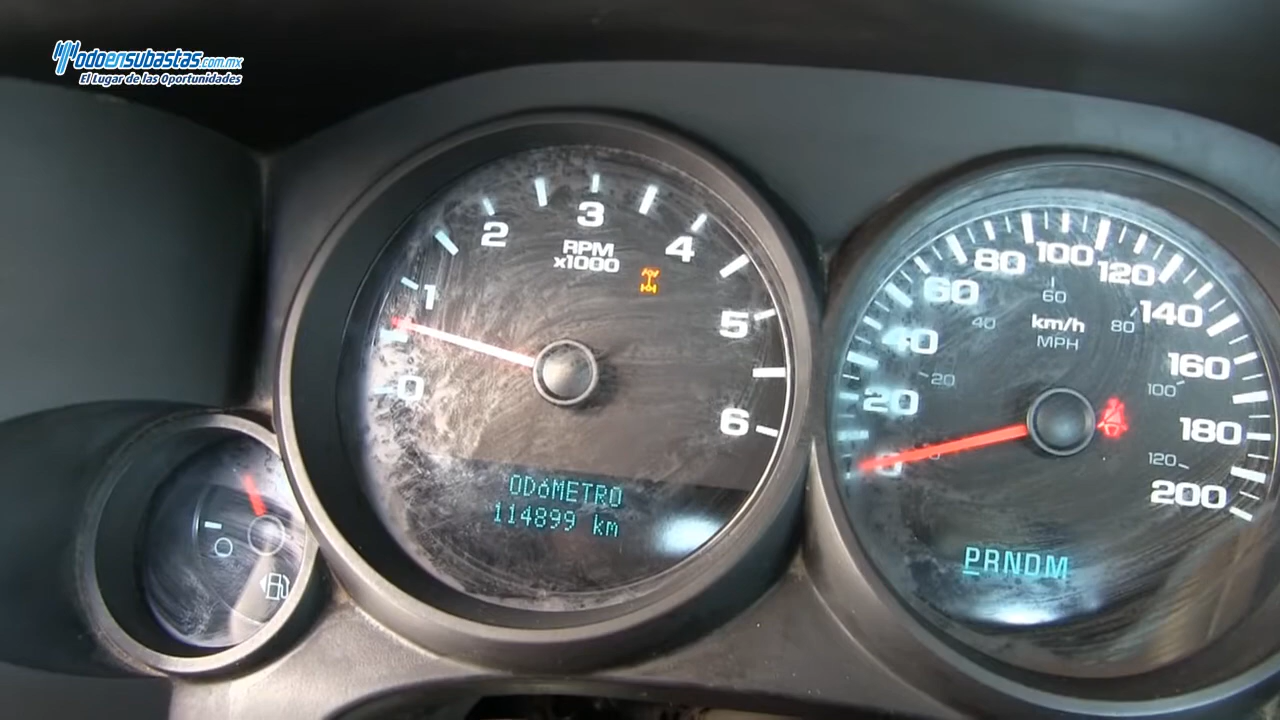 Todoensubastas.com.mx
El Lugar de las Oportunidades
0
1
2
3
4
5
6
RPM
x1000
ODóMETRO
114899 km
0
20
40
60
80
100
120
140
160
180
200
20
40
60
80
100
120
km/h
MPH
PRNDM